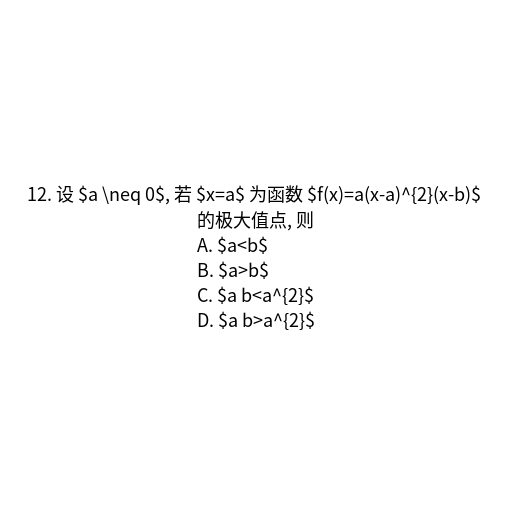 12. 设 $a \neq 0$, 若 $x=a$ 为函数 $f(x)=a(x-a)^{2}(x-b)$
的极大值点, 则
A. $a<b$
B. $a>b$
C. $a b<a^{2}$
D. $a b>a^{2}$